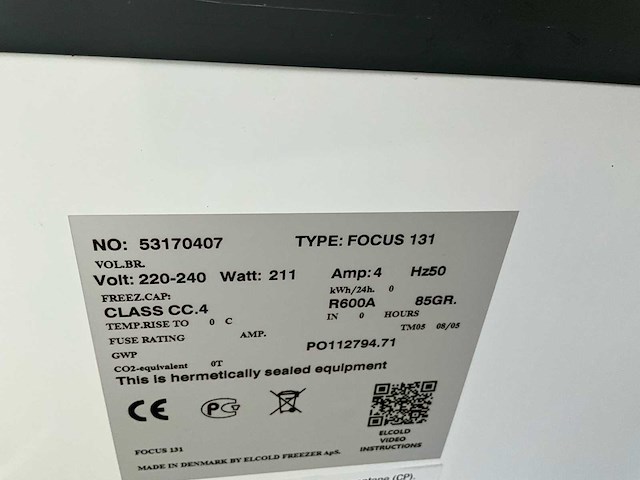 NO: 53170407 TYPE: FOCUS 131
VOL.BR.
Volt: 220-240 Watt: 211 Amp: 4 Hz50
FREEZ.CAP: kWh/24h. 0
CLASS CC.4 R600A 85GR.
TEMP.RISE TO 0 C IN 0 HOURS
FUSE RATING AMP. TM05 08/05
GWP PO112794.71
CO2-equivalent 0T
This is hermetically sealed equipment
CE
PC
ELCOLD
VIDEO
INSTRUCTIONS
FOCUS 131
MADE IN DENMARK BY ELCOLD FREEZER ApS.
(CP).